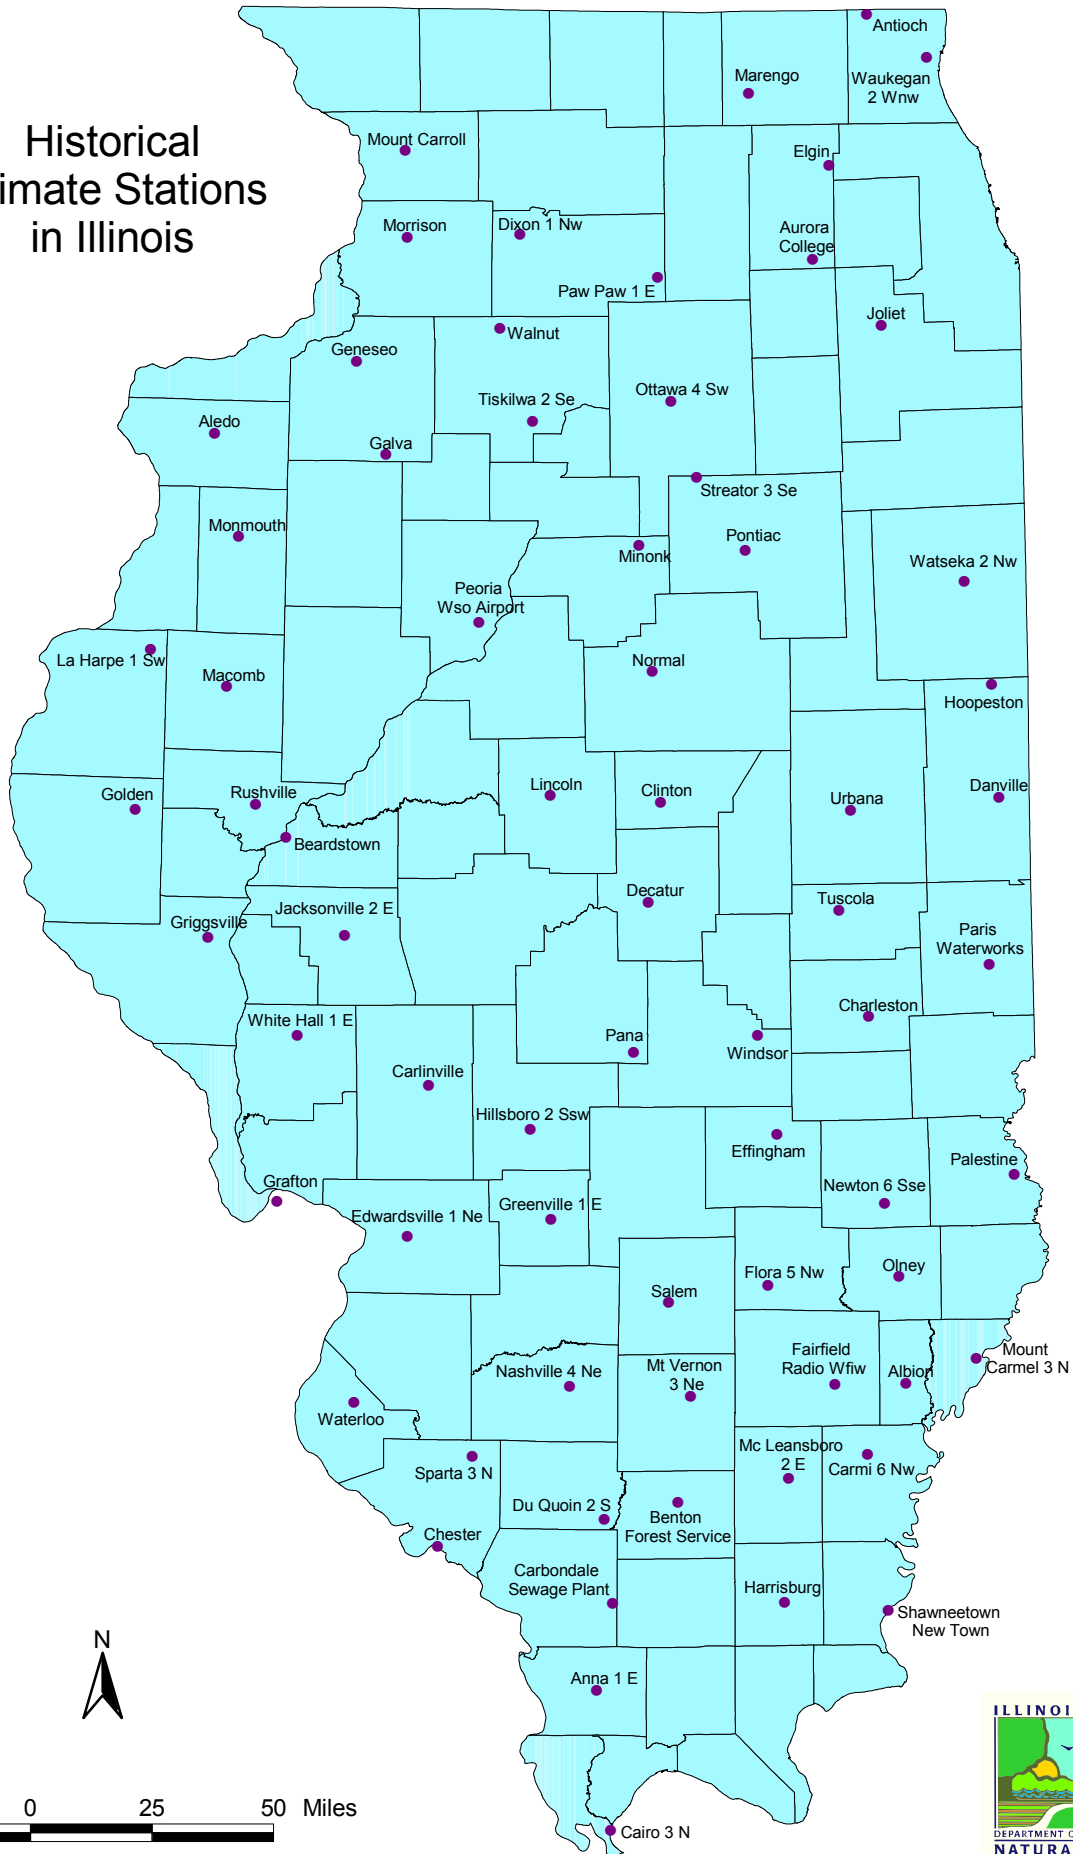 Antioch
Marengo
Waukegan
2 Wnw
Historical
imate Stations
in Illinois
Mount Carroll
Elgin
Morrison
Dixon 1 Nw
Aurora
College
Paw Paw 1 E
Joliet
Walnut
Geneseo
Ottawa 4 Sw
Tiskilwa 2 Se
Aledo
Galva
Streator 3 Se
Monmouth
Pontiac
Minonk
Watseka 2 Nw
Peoria
Wso Airport
La Harpe 1 Sw
Normal
Macomb
Hoopeston
Golden
Rushville
Lincoln
Clinton
Urbana
Danville
Beardstown
Decatur
Tuscola
Jacksonville 2 E
Griggsville
Paris
Waterworks
Charleston
White Hall 1 E
Pana
Windsor
Carlinville
Hillsboro 2 Ssw
Effingham
Palestine
Grafton
Newton 6 Sse
Greenville 1 E
Edwardsville 1 Ne
Olney
Flora 5 Nw
Salem
Mount
Carmel 3 N
Fairfield
Radio Wfiw
Mt Vernon
3 Ne
Nashville 4 Ne
Albion
Waterloo
Mc Leansboro
2 E
Carmi 6 Nw
Sparta 3 N
Du Quoin 2 S
Benton
Forest Service
Chester
Carbondale
Sewage Plant
Harrisburg
Shawneetown
New Town
N
Anna 1 E
ILLINOI
0 25 50 Miles
Cairo 3 N
DEPARTMENT O
NATURA